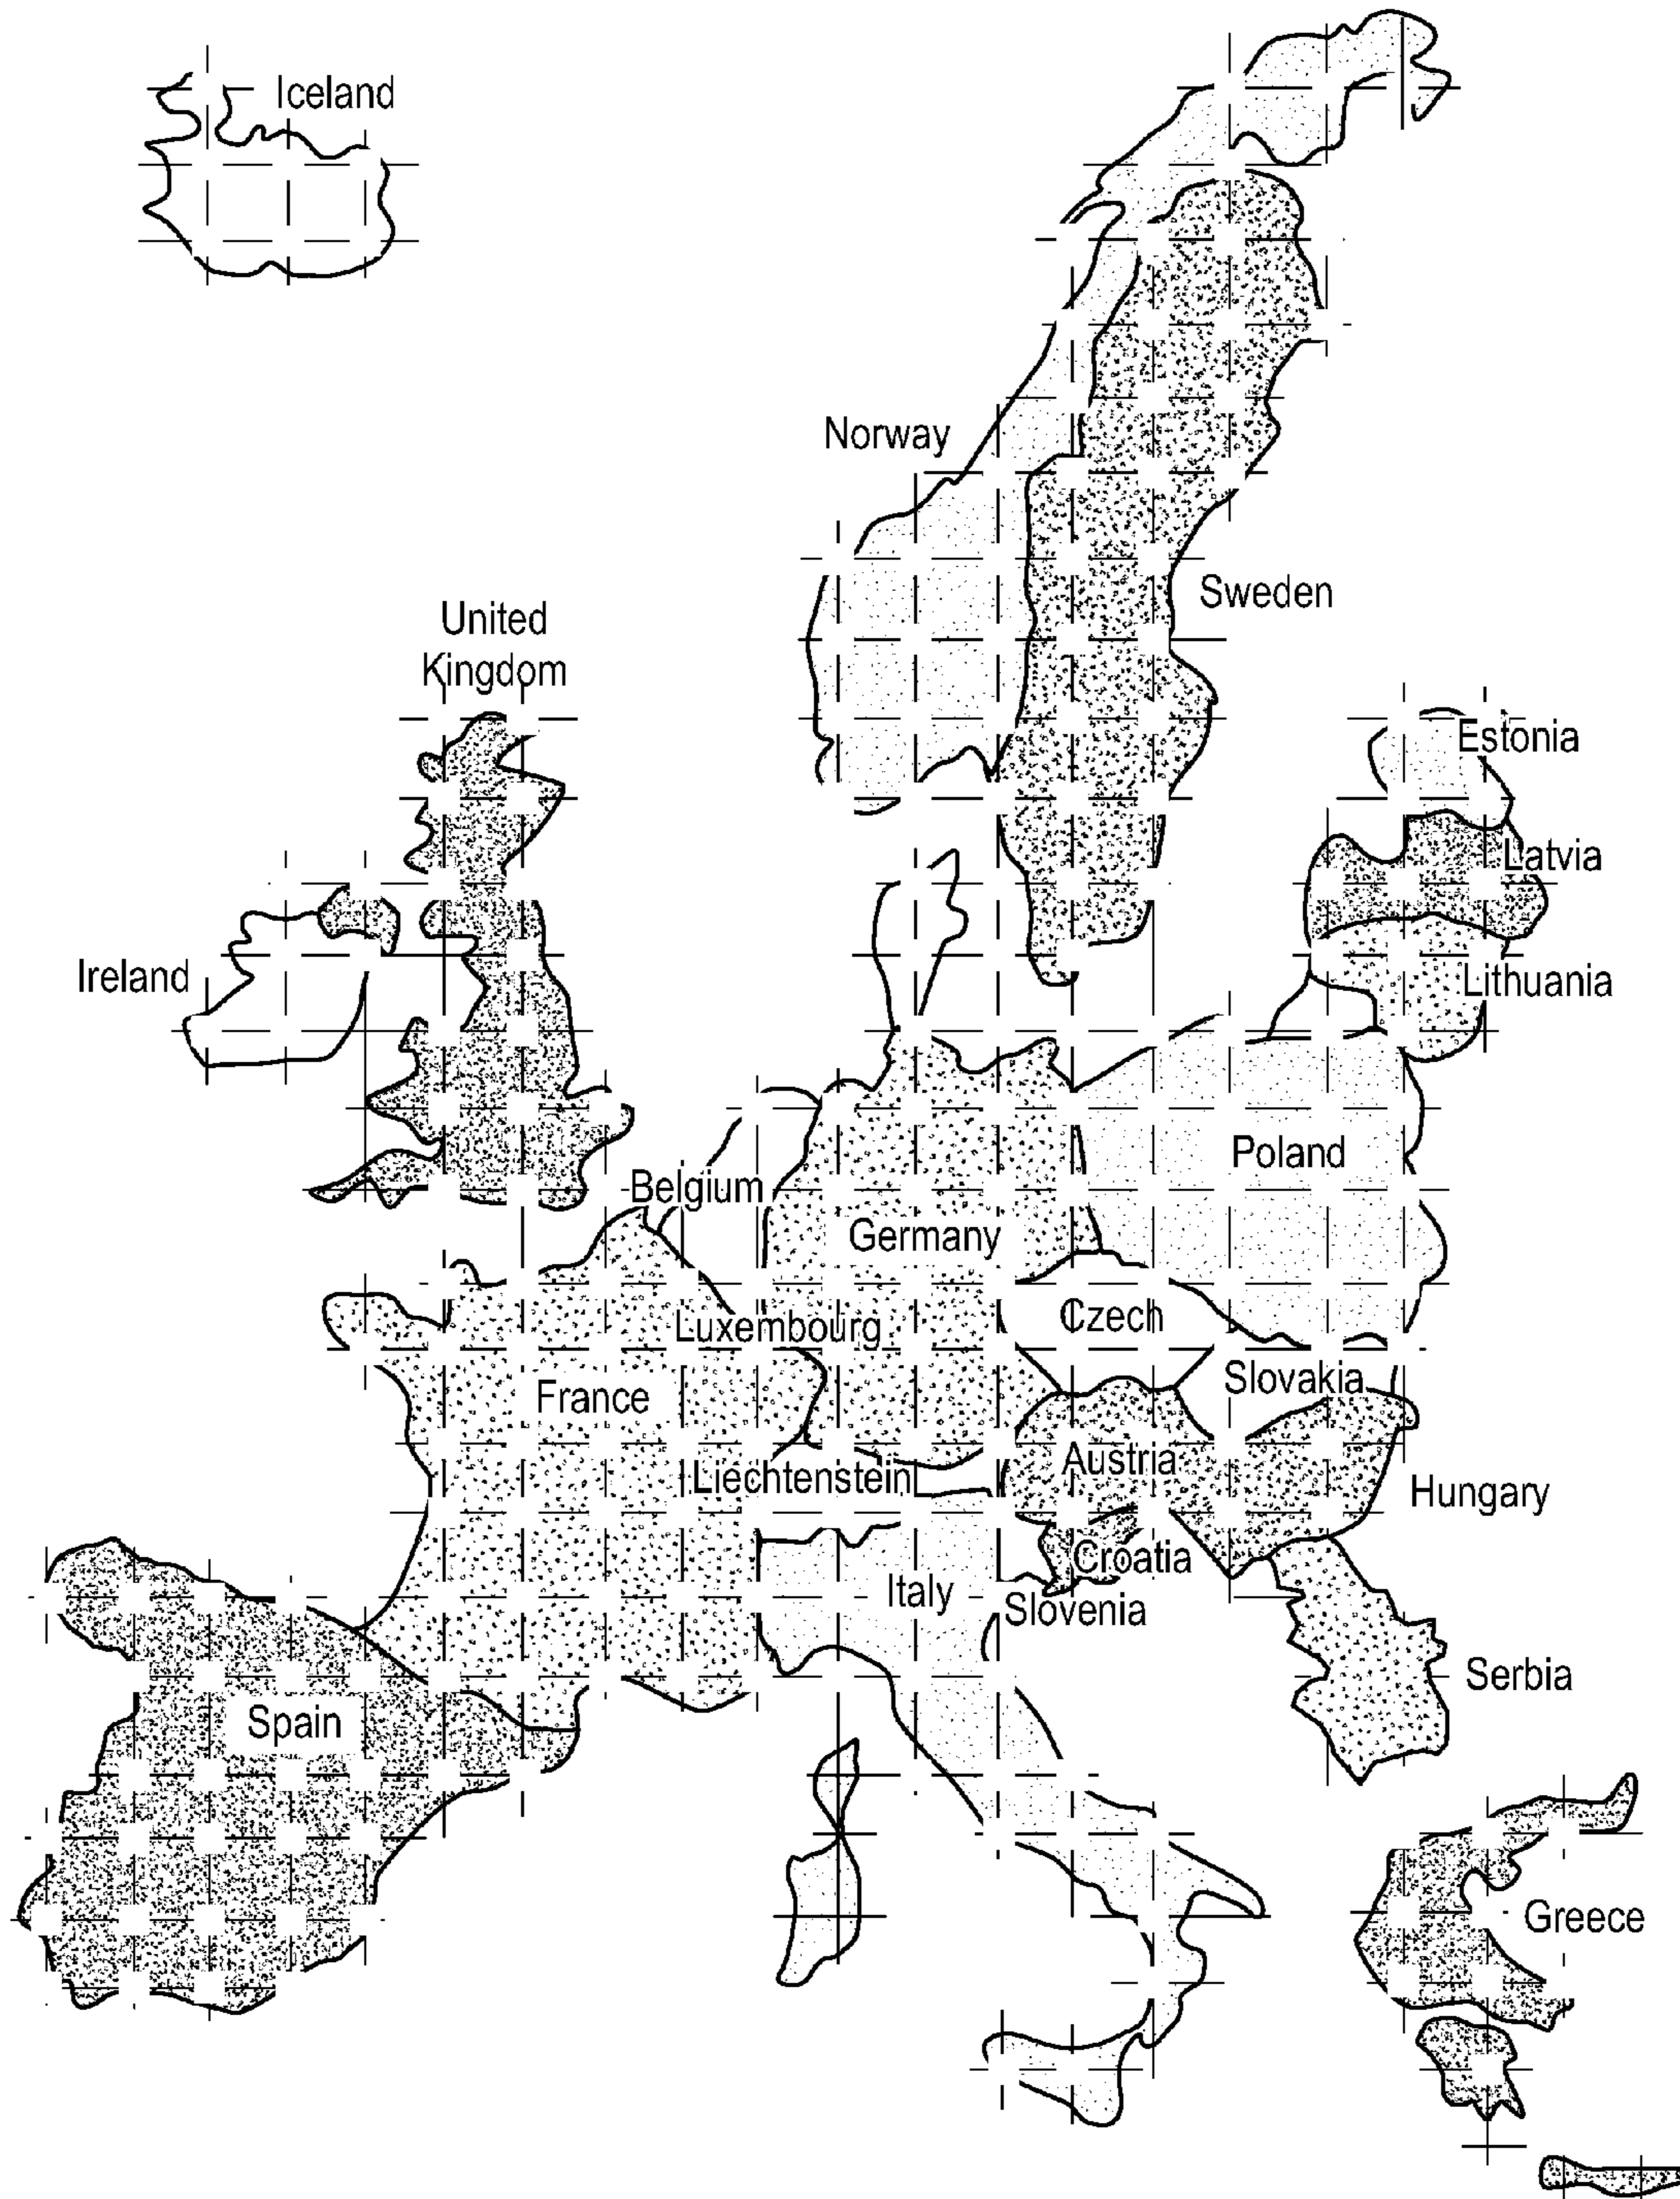 Iceland
Norway
Sweden
United
Kingdom
Estonia
Latvia
Ireland
Lithuania
Poland
Belgium
Germany
Czech
Luxembourg
Slovakia
France
Austria
Liechtenstein
Hungary
Croatia
Italy
Slovenia
Serbia
Spain
Greece